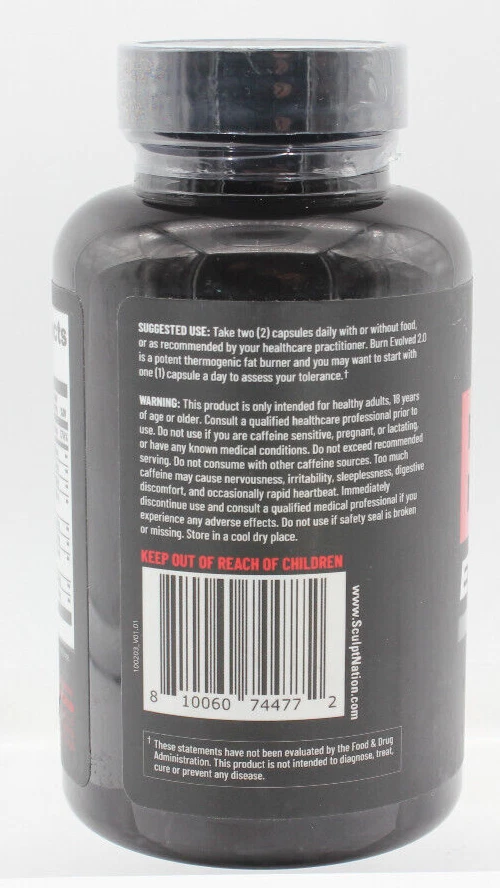 SUGGESTED USE: Take two (2) capsules daily with or without food,
or as recommended by your healthcare practitioner. Burn Evolved 2.0
is a potent thermogenic fat burner and you may want to start with
one (1) capsule a day to assess your tolerance.†
WARNING: This product is only intended for healthy adults, 18 years
of age or older. Consult a qualified healthcare professional prior to
use. Do not use if you are caffeine sensitive, pregnant, or lactating,
or have any known medical conditions. Do not exceed recommended
serving. Do not consume with other caffeine sources. Too much
caffeine may cause nervousness, irritability, sleeplessness, digestive
discomfort, and occasionally rapid heartbeat. Immediately
discontinue use and consult a qualified medical professional if you
experience any adverse effects. Do not use if safety seal is broken
or missing. Store in a cool dry place.
KEEP OUT OF REACH OF CHILDREN
100203_V01.01
www.SculptNation.com
8 10060 74477 2
† These statements have not been evaluated by the Food & Drug
Administration. This product is not intended to diagnose, treat,
cure or prevent any disease.